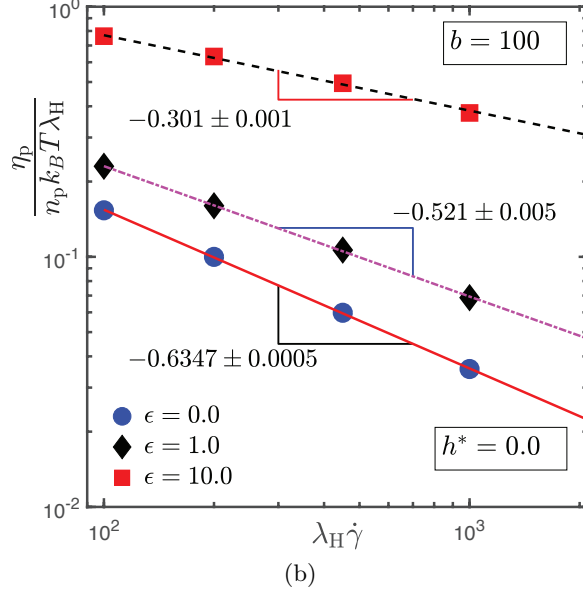 10^0
b = 100
−0.301 ± 0.001
η_p / n_p k_B T λ_H
−0.521 ± 0.005
10^{-1}
−0.6347 ± 0.0005
ϵ = 0.0
ϵ = 1.0
ϵ = 10.0
h* = 0.0
10^{-2}
10^2
λ_H γ̇
10^3
(b)